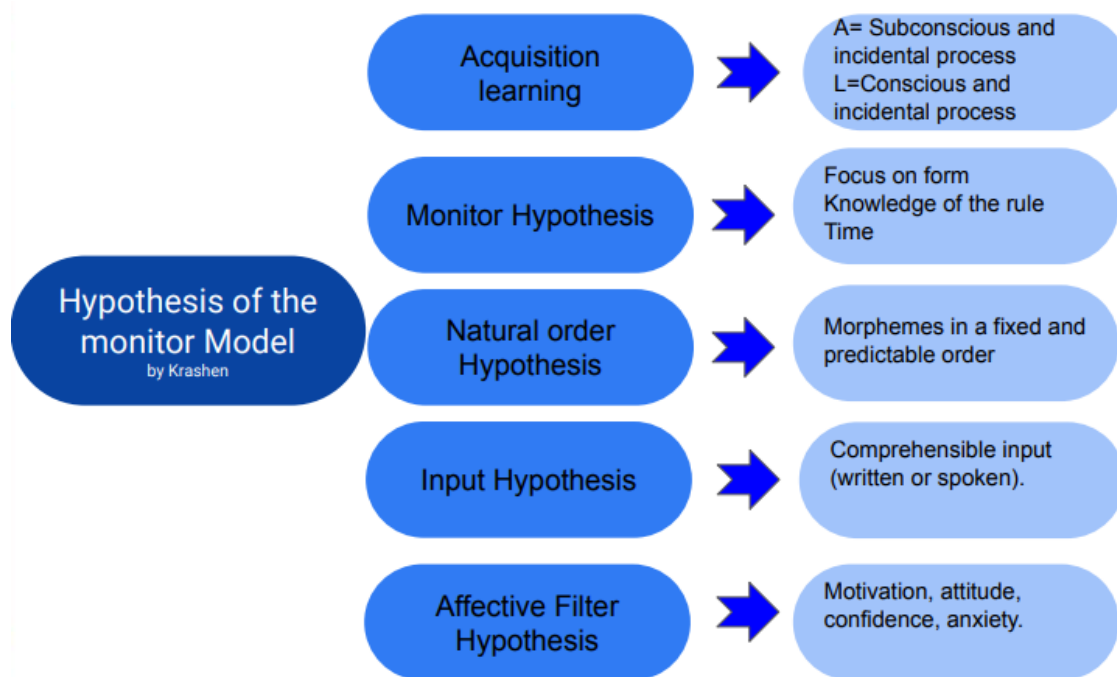 Hypothesis of the
monitor Model
by Krashen
Acquisition
learning
A= Subconscious and
incidental process
L=Conscious and
incidental process
Monitor Hypothesis
Focus on form
Knowledge of the rule
Time
Natural order
Hypothesis
Morphemes in a fixed and
predictable order
Input Hypothesis
Comprehensible input
(written or spoken).
Affective Filter
Hypothesis
Motivation, attitude,
confidence, anxiety.